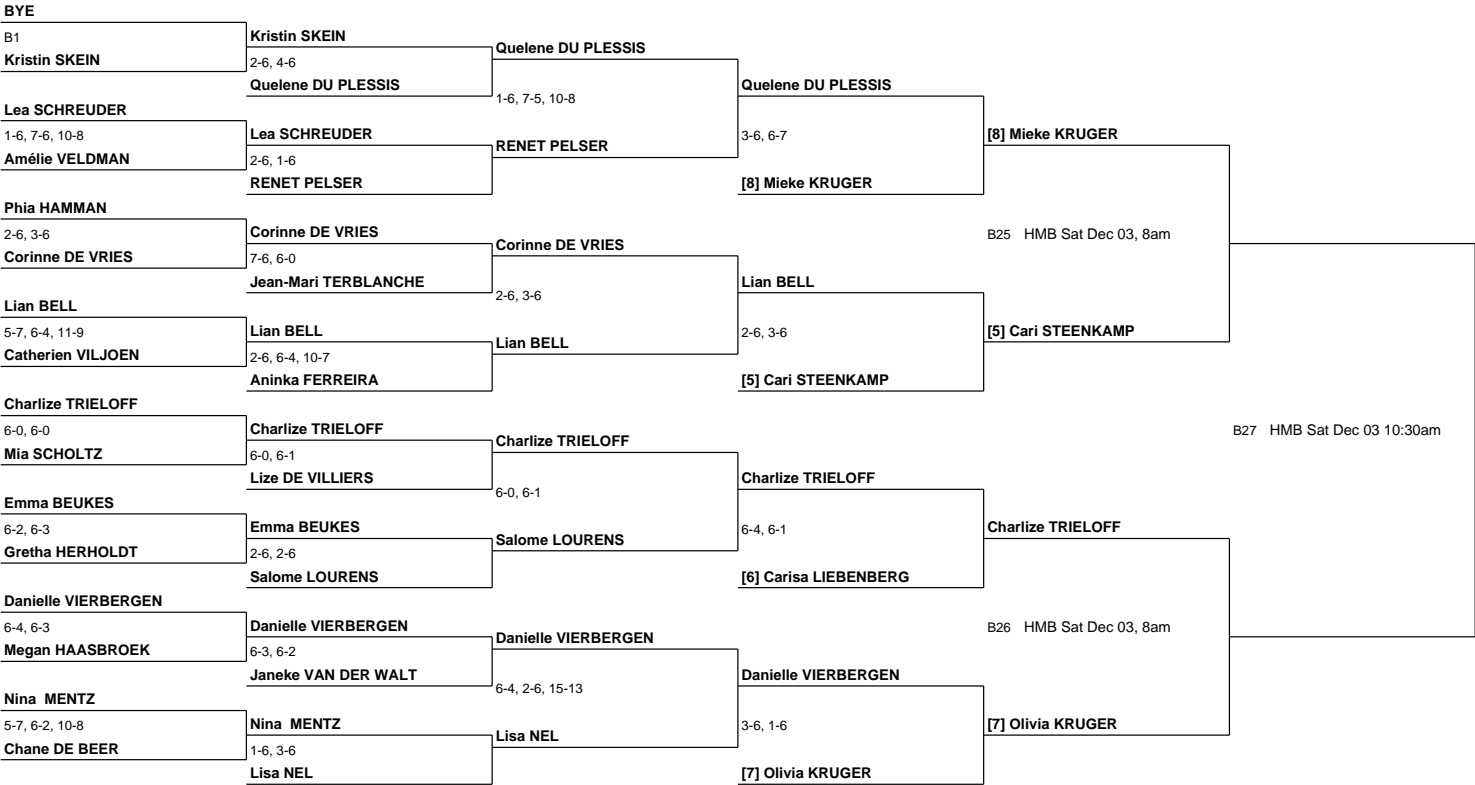 BYE
B1
Kristin SKEIN
Lea SCHREUDER
1-6, 7-6, 10-8
Amélie VELDMAN
Phia HAMMAN
2-6, 3-6
Corinne DE VRIES
Lian BELL
5-7, 6-4, 11-9
Catherien VILJOEN
Charlize TRIELOFF
6-0, 6-0
Mia SCHOLTZ
Emma BEUKES
6-2, 6-3
Gretha HERHOLDT
Danielle VIERBERGEN
6-4, 6-3
Megan HAASBROEK
Nina MENTZ
5-7, 6-2, 10-8
Chane DE BEER
Kristin SKEIN
2-6, 4-6
Quelene DU PLESSIS
Lea SCHREUDER
2-6, 1-6
RENET PELSER
Corinne DE VRIES
7-6, 6-0
Jean-Mari TERBLANCHE
Lian BELL
2-6, 6-4, 10-7
Aninka FERREIRA
Charlize TRIELOFF
6-0, 6-1
Lize DE VILLIERS
Emma BEUKES
2-6, 2-6
Salome LOURENS
Danielle VIERBERGEN
6-3, 6-2
Janeke VAN DER WALT
Nina MENTZ
1-6, 3-6
Lisa NEL
Quelene DU PLESSIS
1-6, 7-5, 10-8
RENET PELSER
Corinne DE VRIES
2-6, 3-6
Lian BELL
Charlize TRIELOFF
6-0, 6-1
Salome LOURENS
Danielle VIERBERGEN
6-4, 2-6, 15-13
Lisa NEL
Quelene DU PLESSIS
3-6, 6-7
[8] Mieke KRUGER
Lian BELL
2-6, 3-6
[5] Cari STEENKAMP
Charlize TRIELOFF
6-4, 6-1
[6] Carisa LIEBENBERG
Danielle VIERBERGEN
3-6, 1-6
[7] Olivia KRUGER
[8] Mieke KRUGER
B25 HMB Sat Dec 03, 8am
[5] Cari STEENKAMP
Charlize TRIELOFF
B26 HMB Sat Dec 03, 8am
[7] Olivia KRUGER
B27 HMB Sat Dec 03 10:30am